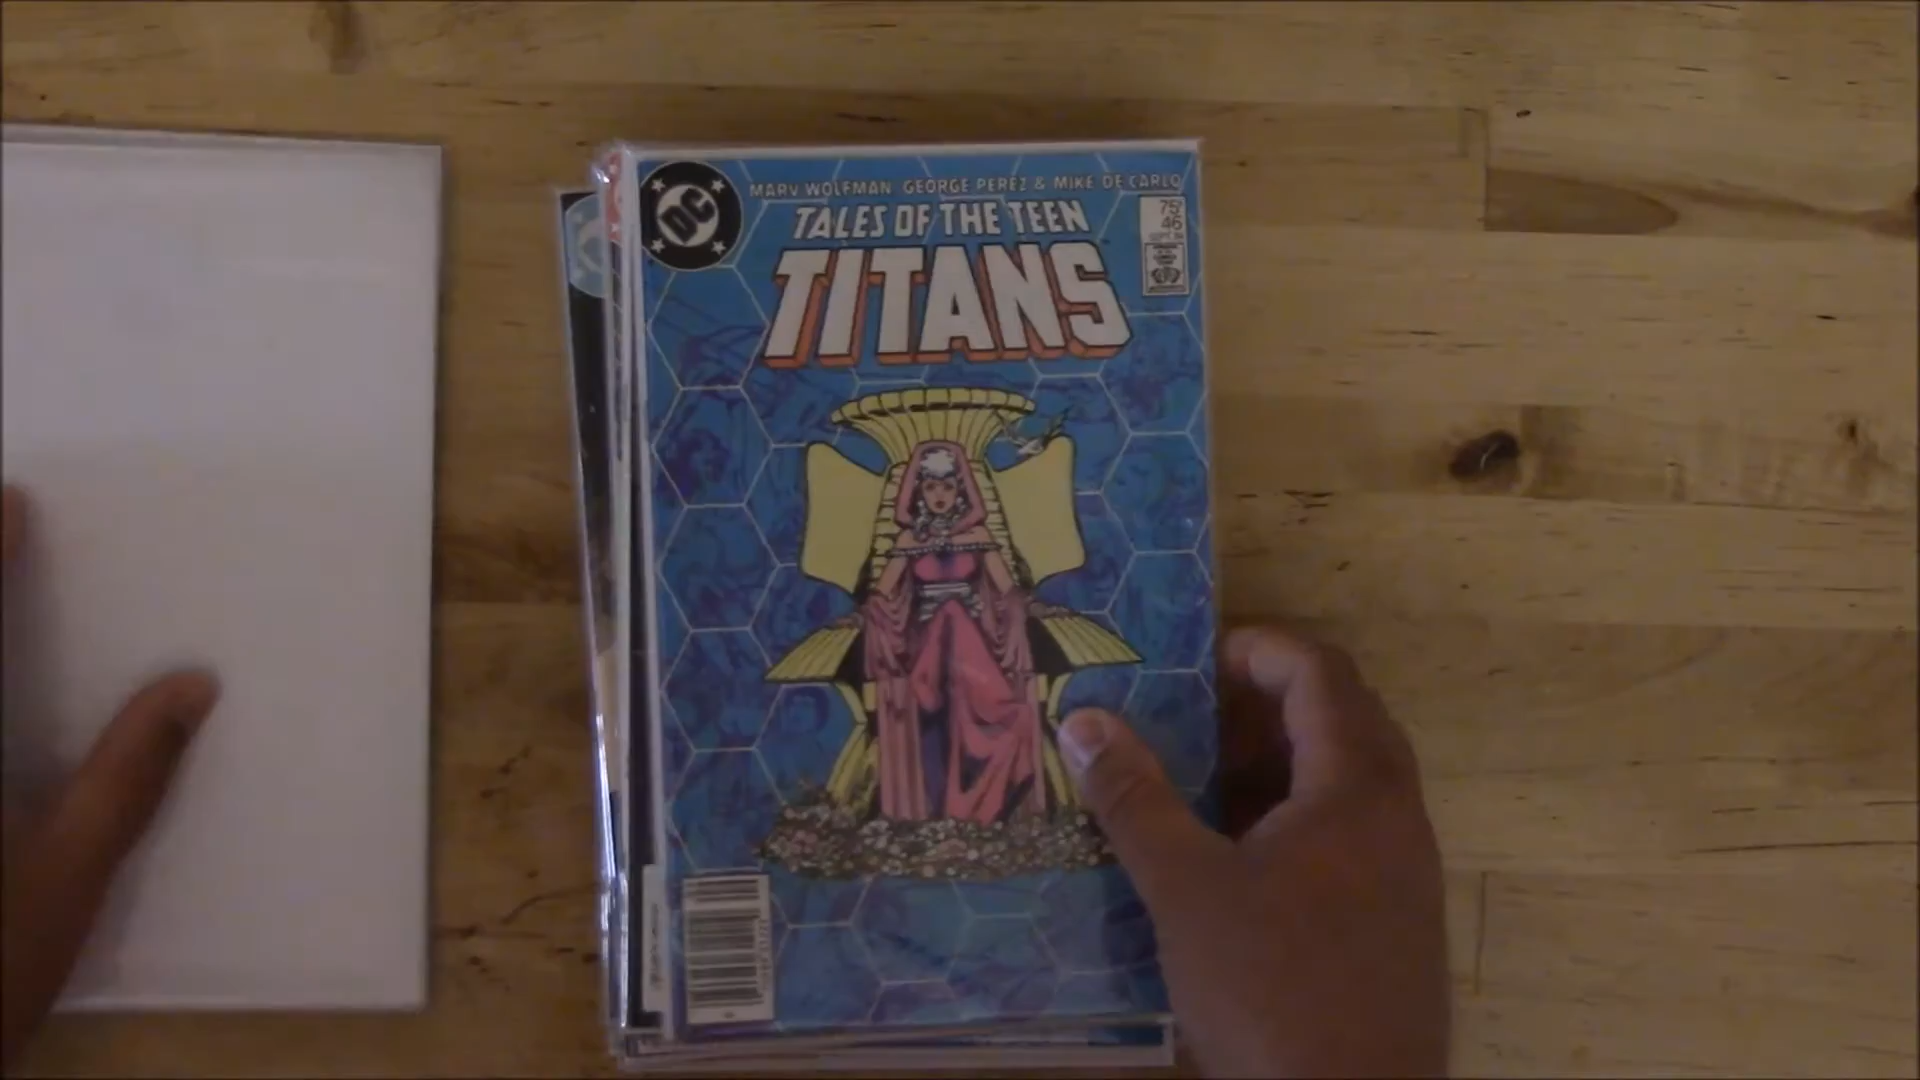 MARV WOLFMAN GEORGE PEREZ & MIKE DE CARLO
DC
TALES OF THE TEEN
TITANS
75¢
46